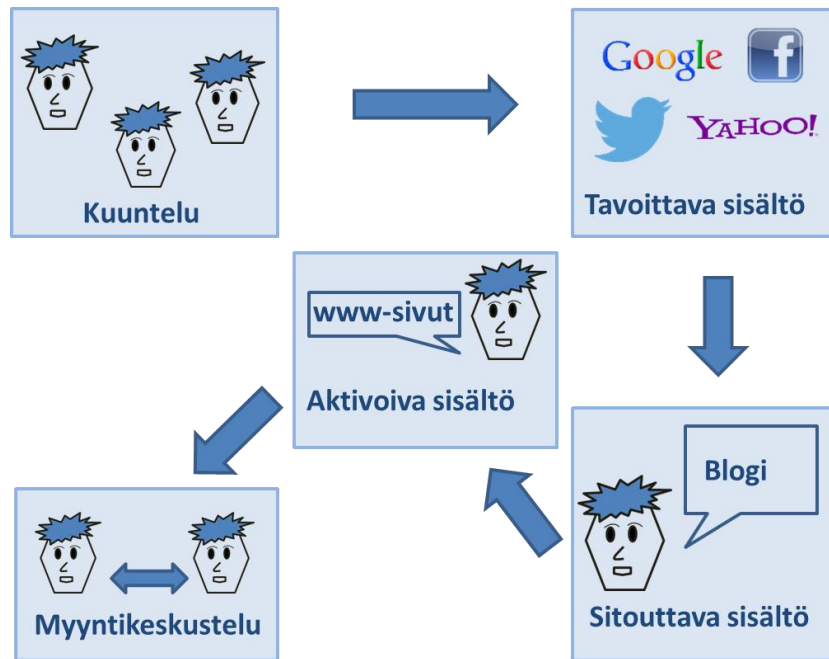 Kuuntelu
Google f
YAHOO!
Tavoittava sisältö
Blogi
Sitouttava sisältö
www-sivut
Aktivoiva sisältö
Myyntikeskustelu